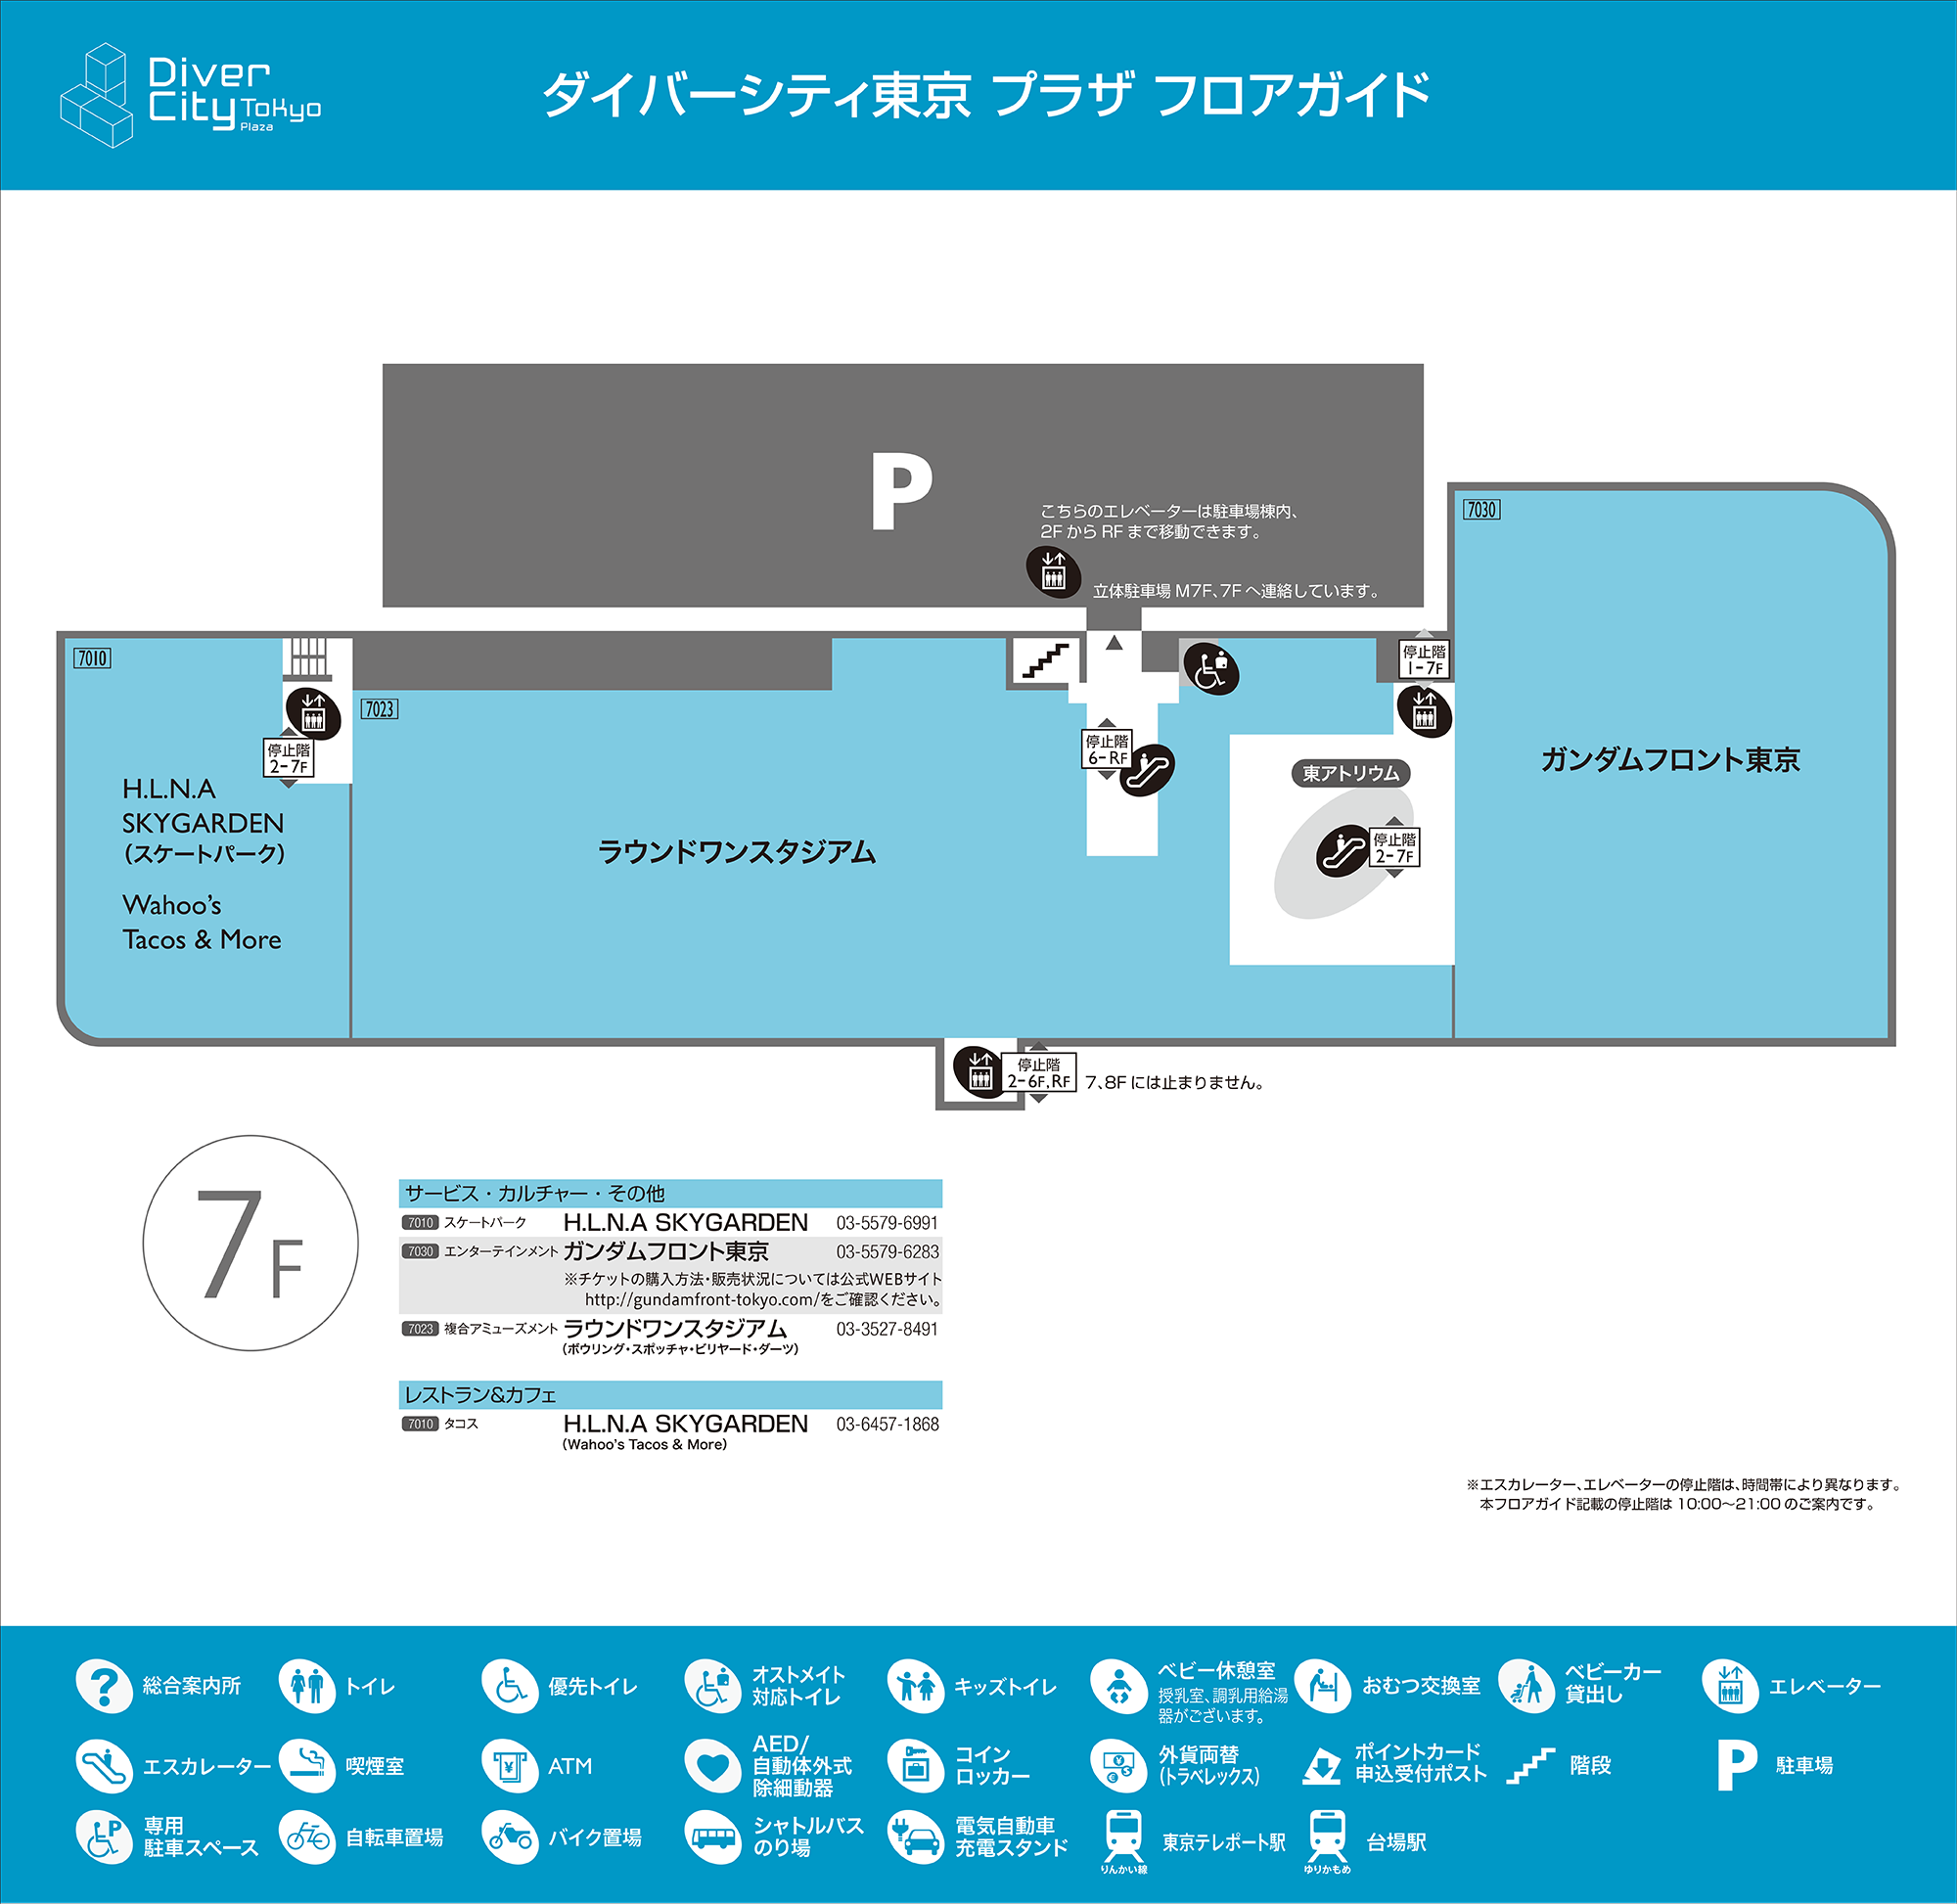 Diver
City Tokyo
Plaza
ダイバーシティ東京 プラザ フロアガイド
P
こちらのエレベーターは駐車場棟内、
2FからRFまで移動できます。
立体駐車場M7F、7Fへ連絡しています。
7030
7010
7023
停止階
1-7F
停止階
2-7F
停止階
6-RF
東アトリウム
停止階
2-7F
ガンダムフロント東京
H.L.N.A
SKYGARDEN
(スケートパーク)
Wahoo's
Tacos & More
ラウンドワンスタジアム
停止階
2-6F,RF
7、8Fには止まりません。
7F
サービス・カルチャー・その他
7010 スケートパーク H.L.N.A SKYGARDEN 03-5579-6991
7030 エンターテインメント ガンダムフロント東京 03-5579-6283
※チケットの購入方法・販売状況については公式WEBサイト
http://gundamfront-tokyo.com/をご確認ください。
7023 複合アミューズメント ラウンドワンスタジアム 03-3527-8491
(ボウリング・スポッチャ・ビリヤード・ダーツ)
レストラン&カフェ
7010 タコス H.L.N.A SKYGARDEN 03-6457-1868
(Wahoo's Tacos & More)
※エスカレーター、エレベーターの停止階は、時間帯により異なります。
本フロアガイド記載の停止階は10:00〜21:00のご案内です。
総合案内所
トイレ
優先トイレ
オストメイト
対応トイレ
キッズトイレ
ベビー休憩室
授乳室、調乳用給湯
器がございます。
おむつ交換室
ベビーカー
貸出し
エレベーター
エスカレーター
喫煙室
ATM
AED/
自動体外式
除細動器
コイン
ロッカー
外貨両替
(トラベレックス)
ポイントカード
申込受付ポスト
階段
P 駐車場
専用
駐車スペース
自転車置場
バイク置場
シャトルバス
のり場
電気自動車
充電スタンド
りんかい線
東京テレポート駅
ゆりかもめ
台場駅